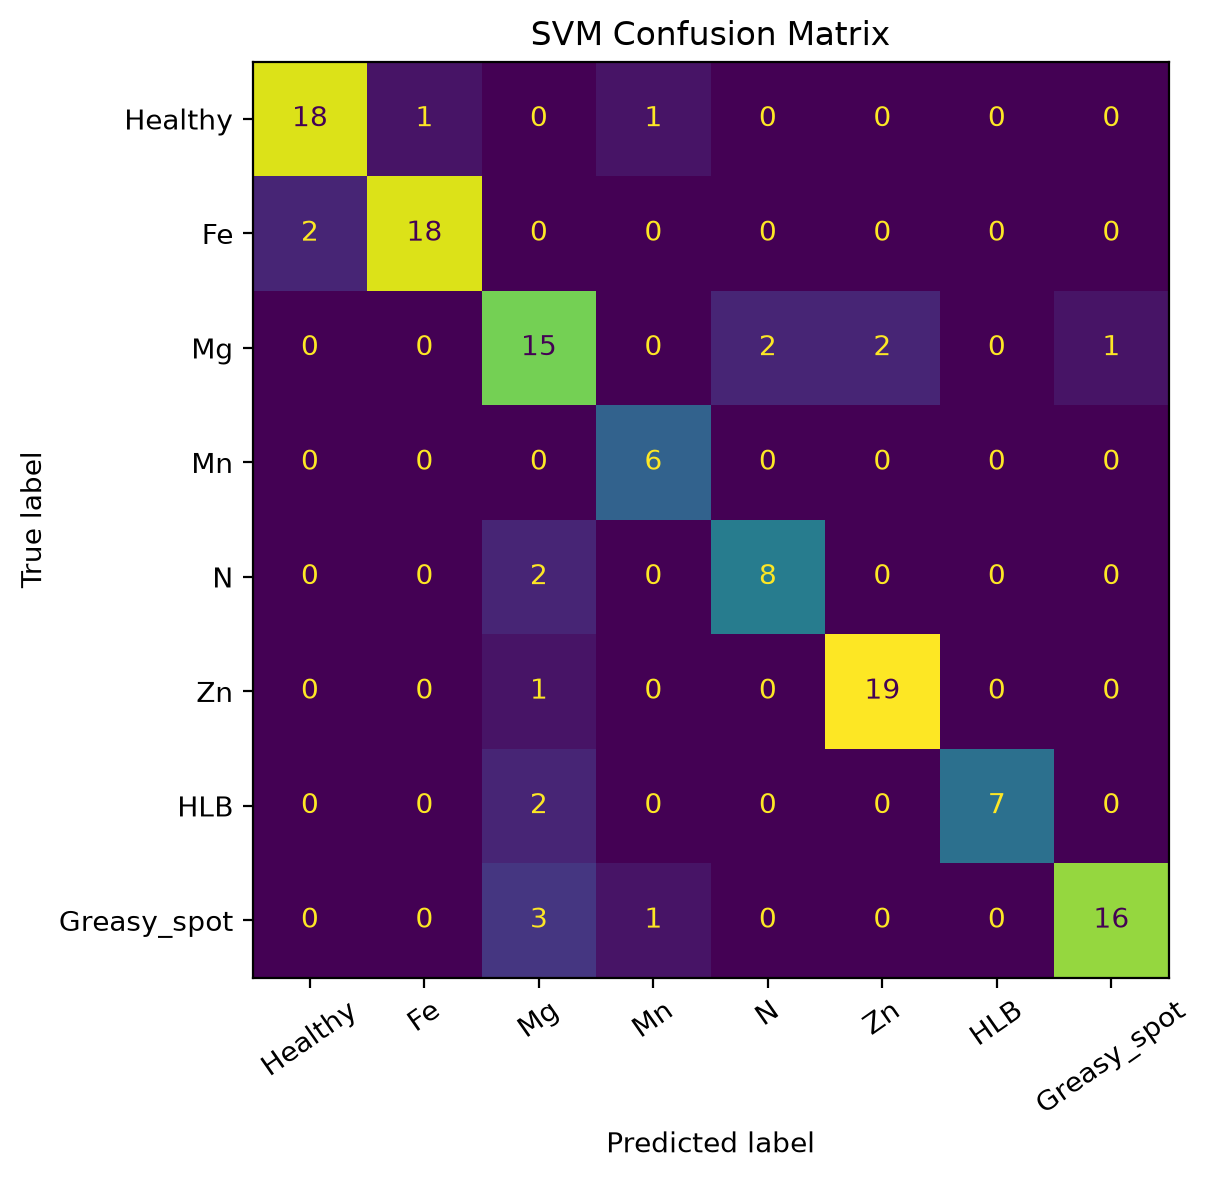 SVM Confusion Matrix
Healthy 18 1 0 1 0 0 0 0
Fe 2 18 0 0 0 0 0 0
Mg 0 0 15 0 2 2 0 1
Mn 0 0 0 6 0 0 0 0
N 0 0 2 0 8 0 0 0
Zn 0 0 1 0 0 19 0 0
HLB 0 0 2 0 0 0 7 0
Greasy_spot 0 0 3 1 0 0 0 16
True label
Healthy Fe Mg Mn N Zn HLB Greasy_spot
Predicted label